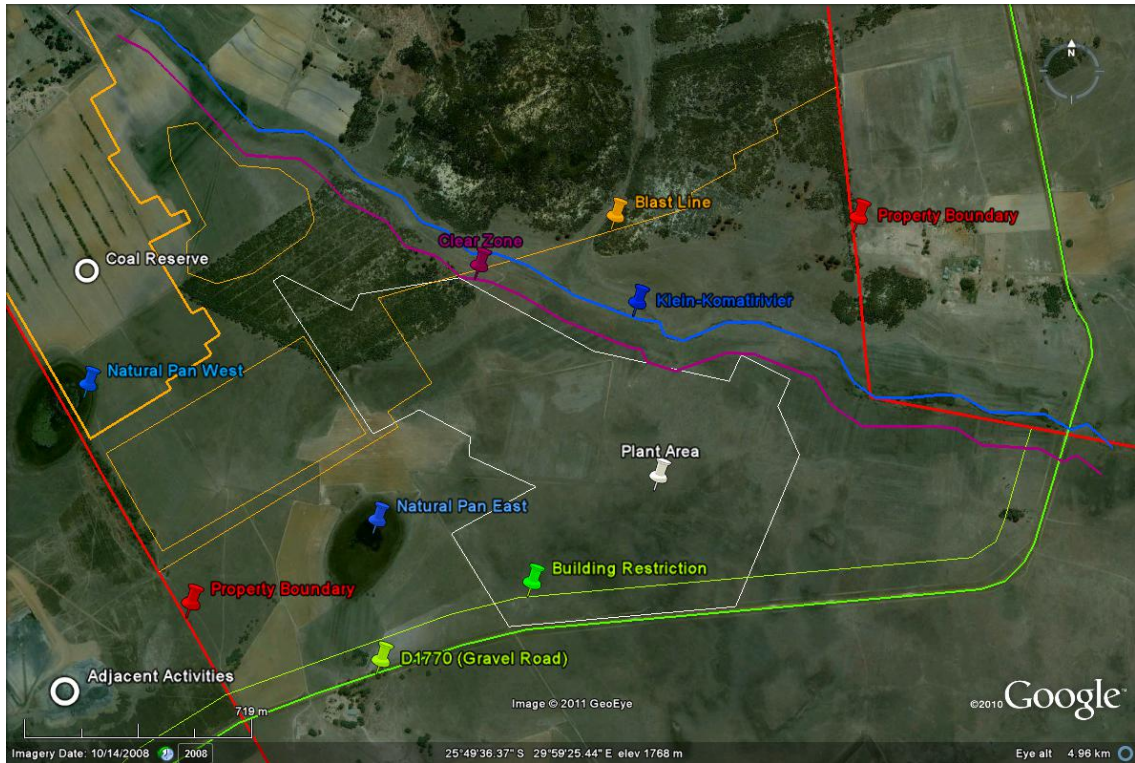 N
Blast Line
Property Boundary
Clear Zone
Coal Reserve
Klein-Komatirivier
Natural Pan West
Plant Area
Natural Pan East
Building Restriction
Property Boundary
D1770 (Gravel Road)
Adjacent Activities
719 m
Image © 2011 GeoEye
©2010 Google™
Imagery Date: 10/14/2008 2008 25°49'36.37" S 29°59'25.44" E elev 1768 m Eye alt 4.96 km